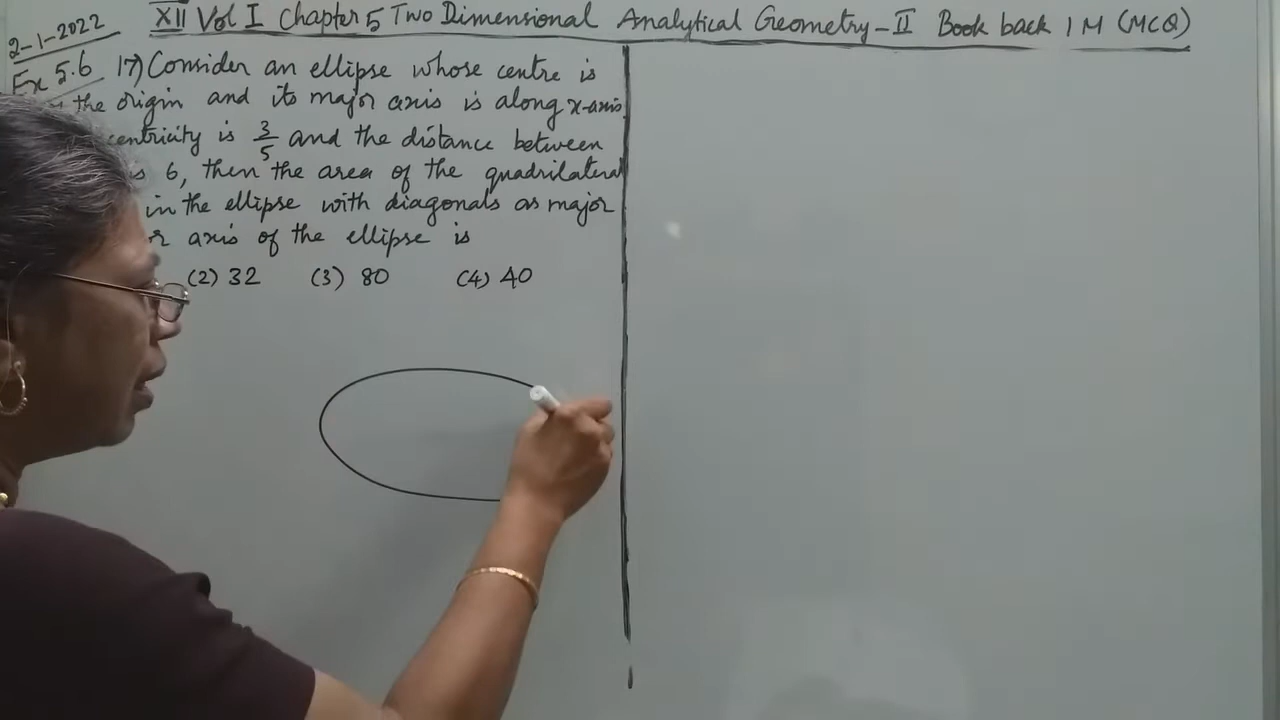 XII Vol I Chapter 5 Two Dimensional Analytical Geometry-II Book back 1 M (MCQ)
2-1-2022
Ex 5.6 17) Consider an ellipse whose centre is
the origin and its major axis is along x-axis.
centricity is 3/5 and the distance between
is 6, then the area of the quadrilateral
in the ellipse with diagonals as major
axis of the ellipse is
(2) 32 (3) 80 (4) 40